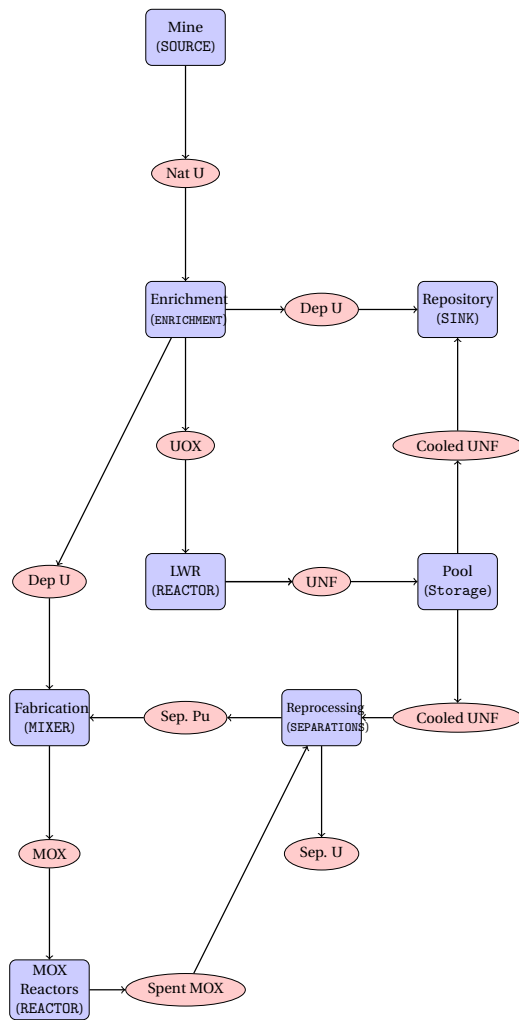 Mine
(SOURCE)
Nat U
Enrichment
(ENRICHMENT)
Dep U
Repository
(SINK)
UOX
Cooled UNF
Dep U
LWR
(REACTOR)
UNF
Pool
(Storage)
Fabrication
(MIXER)
Sep. Pu
Reprocessing
(SEPARATIONS)
Cooled UNF
MOX
Sep. U
MOX
Reactors
(REACTOR)
Spent MOX